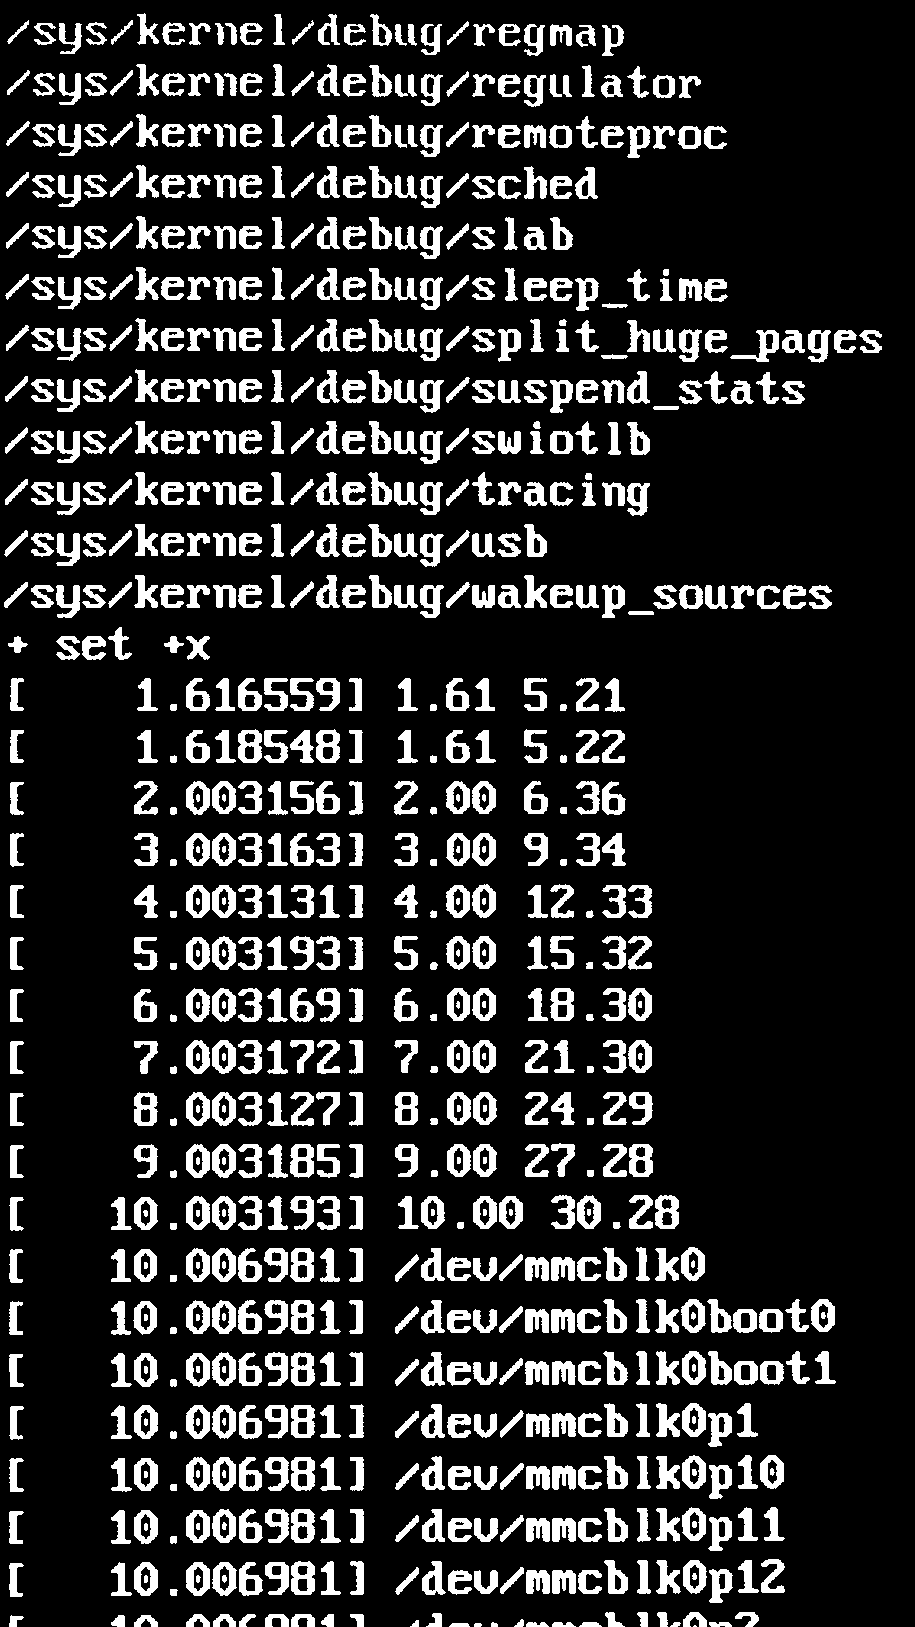 /sys/kernel/debug/regmap
/sys/kernel/debug/regulator
/sys/kernel/debug/remoteproc
/sys/kernel/debug/sched
/sys/kernel/debug/slab
/sys/kernel/debug/sleep_time
/sys/kernel/debug/split_huge_pages
/sys/kernel/debug/suspend_stats
/sys/kernel/debug/swiotlb
/sys/kernel/debug/tracing
/sys/kernel/debug/usb
/sys/kernel/debug/wakeup_sources
+ set +x
[    1.616559] 1.61 5.21
[    1.618548] 1.61 5.22
[    2.003156] 2.00 6.36
[    3.003163] 3.00 9.34
[    4.003131] 4.00 12.33
[    5.003193] 5.00 15.32
[    6.003169] 6.00 18.30
[    7.003172] 7.00 21.30
[    8.003127] 8.00 24.29
[    9.003185] 9.00 27.28
[   10.003193] 10.00 30.28
[   10.006981] /dev/mmcblk0
[   10.006981] /dev/mmcblk0boot0
[   10.006981] /dev/mmcblk0boot1
[   10.006981] /dev/mmcblk0p1
[   10.006981] /dev/mmcblk0p10
[   10.006981] /dev/mmcblk0p11
[   10.006981] /dev/mmcblk0p12